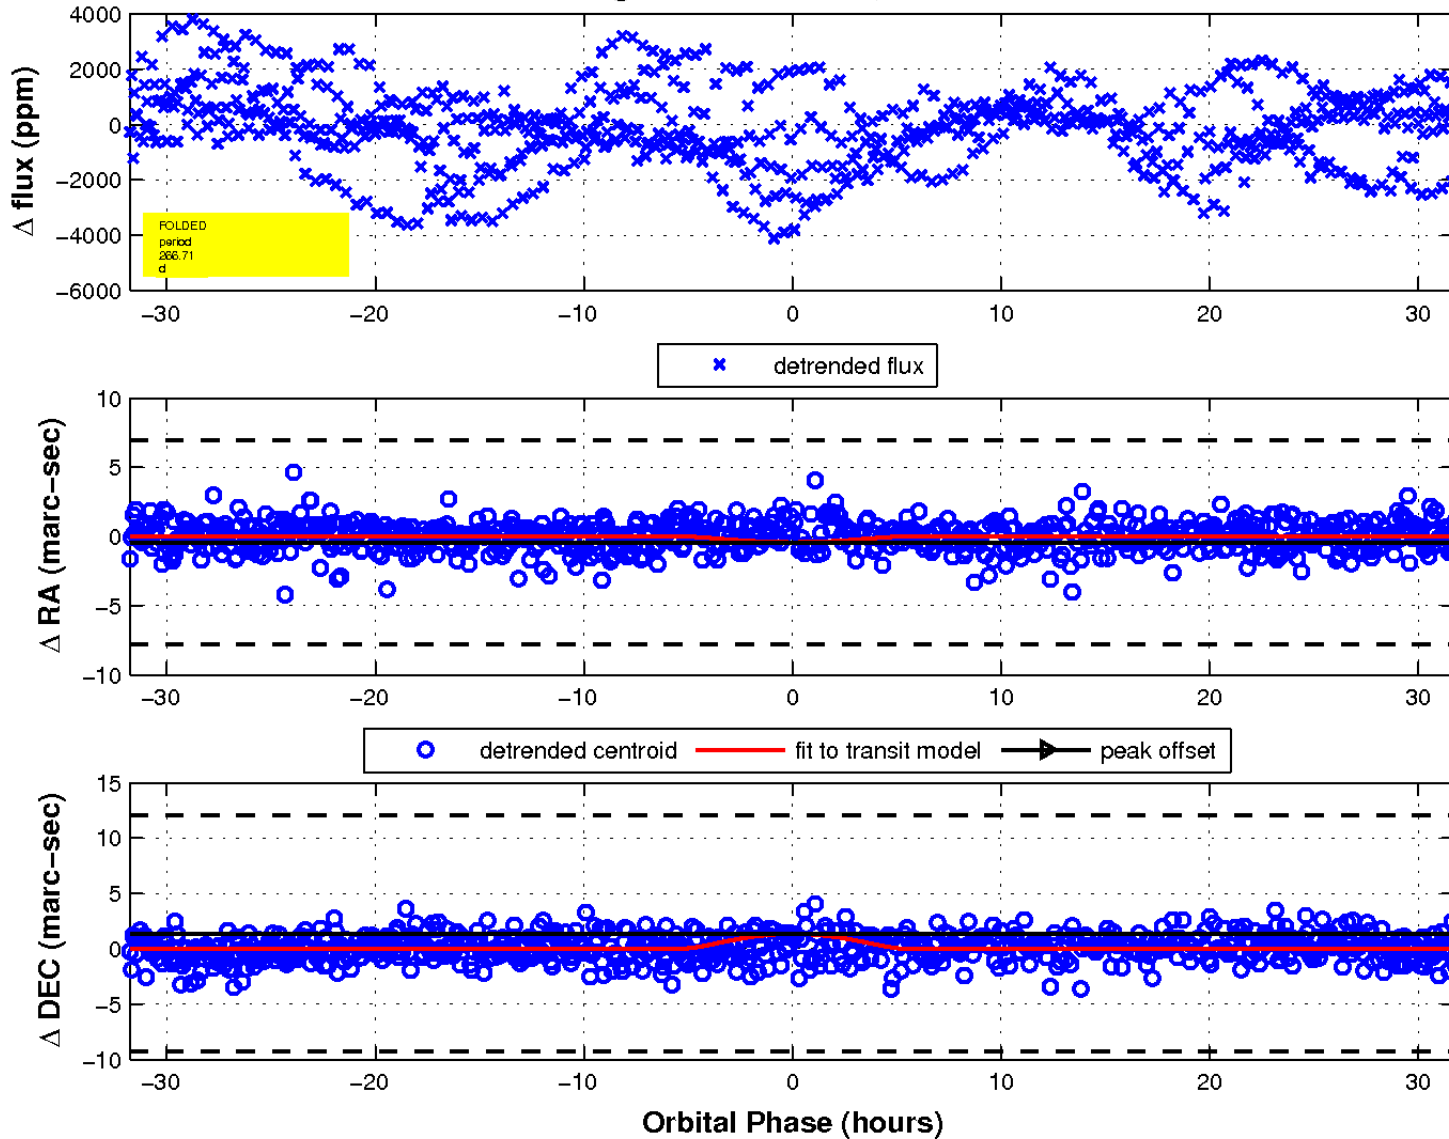 4000
2000
0
−2000
−4000
−6000
Δ flux (ppm)
FOLDED
period
266.71
d
−30 −20 −10 0 10 20 30
detrended flux
10
5
0
−5
−10
Δ RA (marc−sec)
−30 −20 −10 0 10 20 30
detrended centroid fit to transit model peak offset
15
10
5
0
−5
−10
Δ DEC (marc−sec)
−30 −20 −10 0 10 20 30
Orbital Phase (hours)